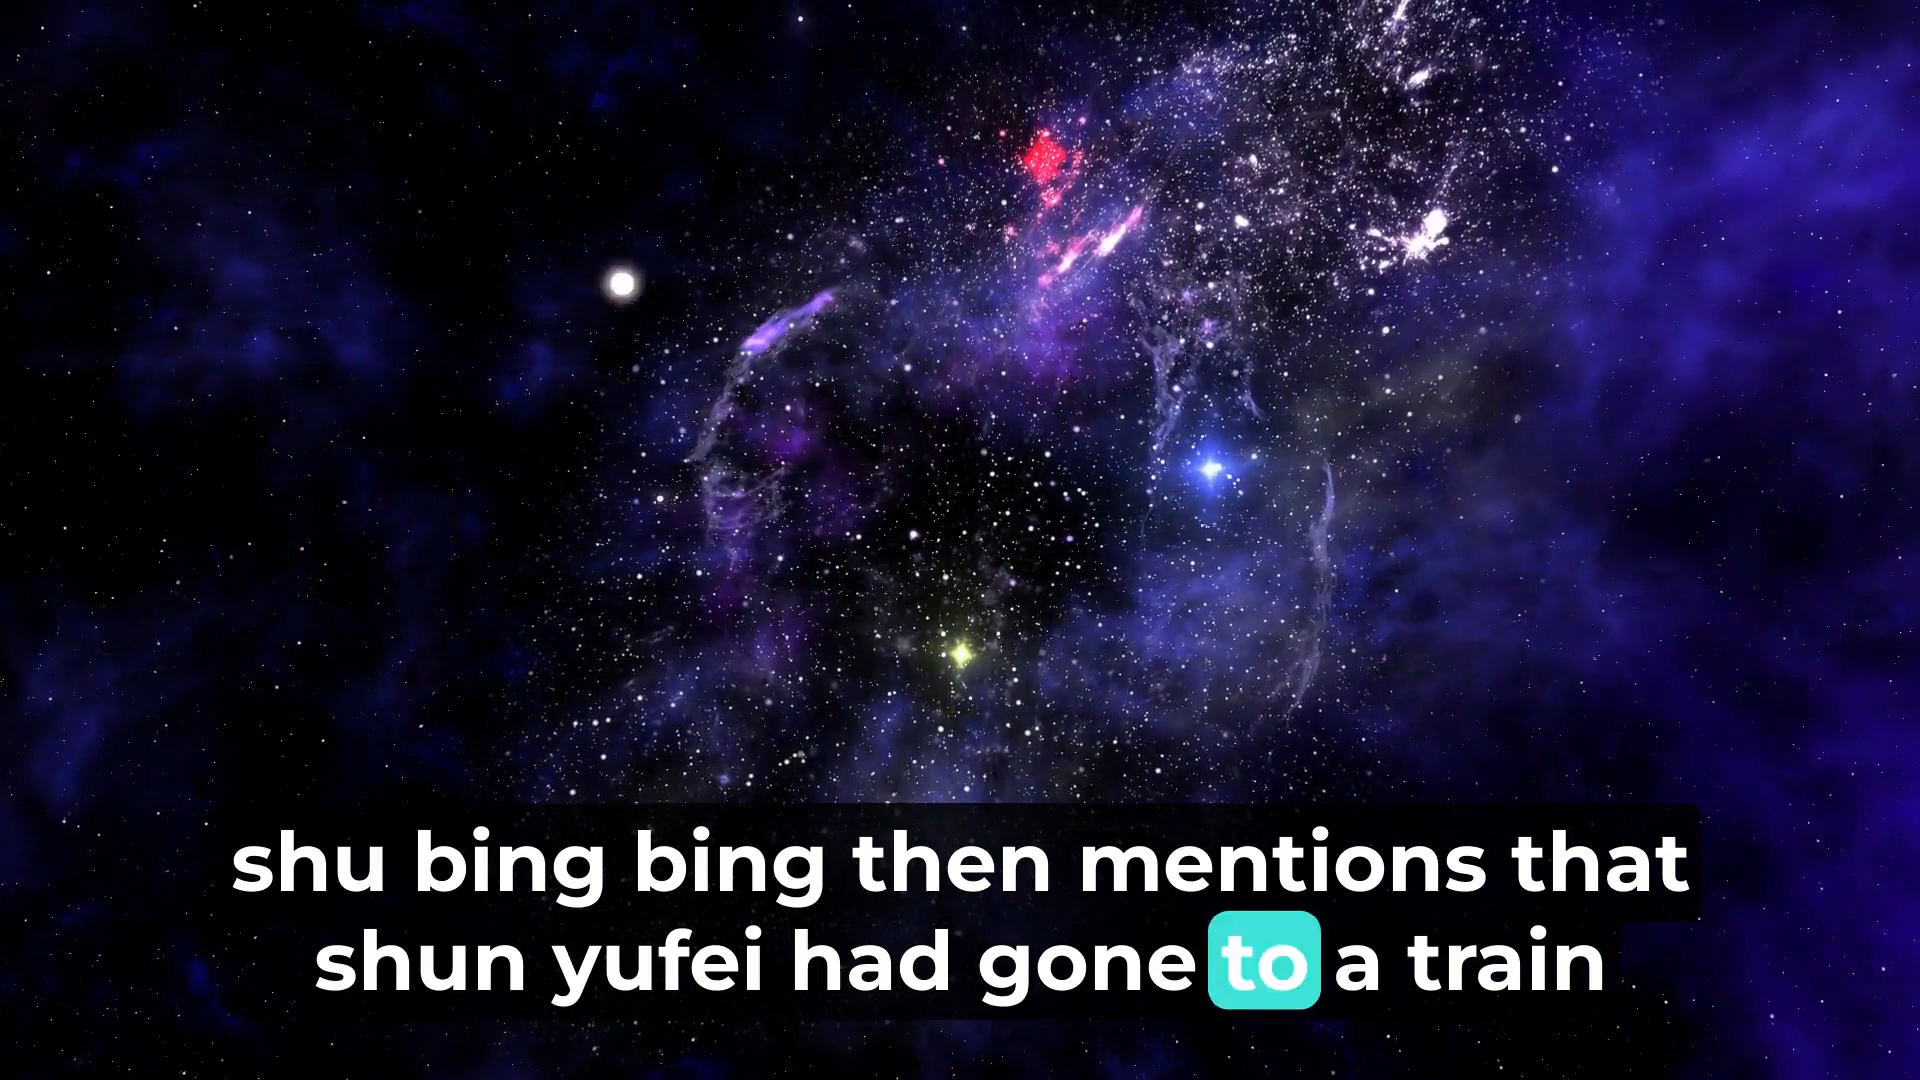 shu bing bing then mentions that
shun yufei had gone to a train